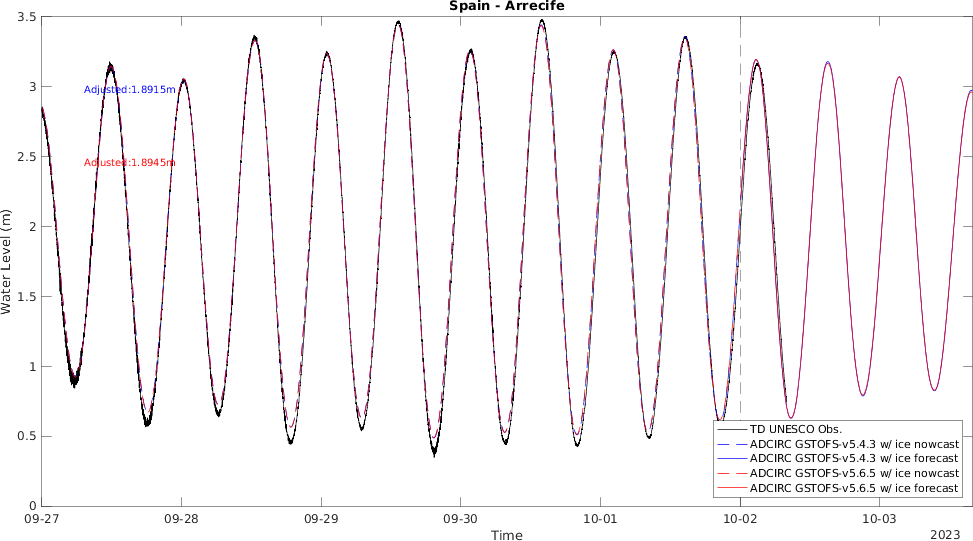 Spain - Arrecife
3.5
3
2.5
2
1.5
1
0.5
0
Water Level (m)
Adjusted:1.8915m
Adjusted:1.8945m
TD UNESCO Obs.
ADCIRC GSTOFS-v5.4.3 w/ ice nowcast
ADCIRC GSTOFS-v5.4.3 w/ ice forecast
ADCIRC GSTOFS-v5.6.5 w/ ice nowcast
ADCIRC GSTOFS-v5.6.5 w/ ice forecast
09-27 09-28 09-29 09-30 10-01 10-02 10-03
Time
2023